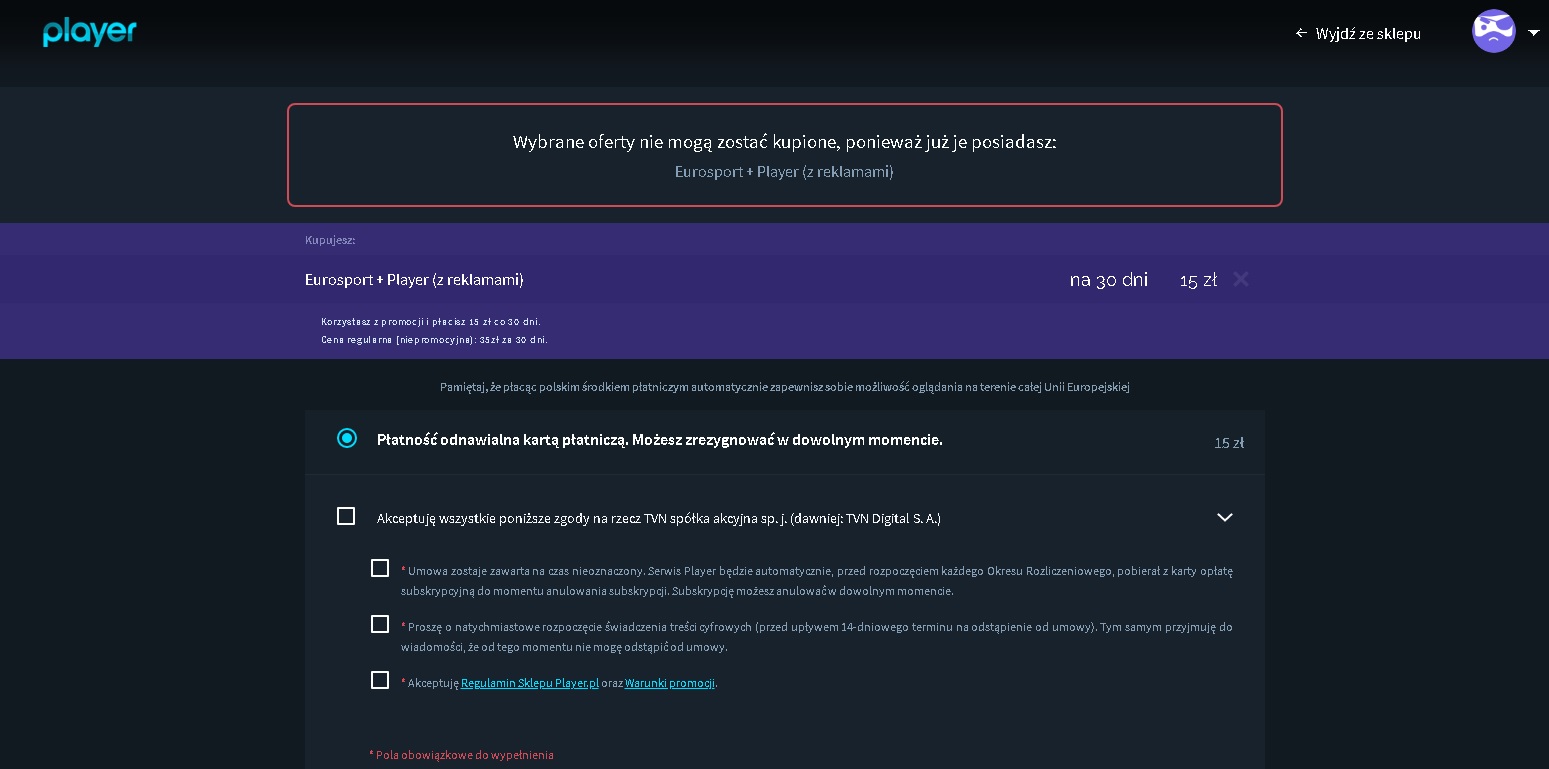 player
← Wyjdź ze sklepu
Wybrane oferty nie mogą zostać kupione, ponieważ już je posiadasz:
Eurosport + Player (z reklamami)
Kupujesz:
Eurosport + Player (z reklamami) na 30 dni 15 zł
Korzystasz z promocji i płacisz 15 zł co 30 dni.
Cena regularna (niepromocyjna): 35zł za 30 dni.
Pamiętaj, że płacąc polskim środkiem płatniczym automatycznie zapewnisz sobie możliwość oglądania na terenie całej Unii Europejskiej
Płatność odnawialna kartą płatniczą. Możesz zrezygnować w dowolnym momencie. 15 zł
Akceptuję wszystkie poniższe zgody na rzecz TVN spółka akcyjna sp. j. (dawniej: TVN Digital S. A.)
* Umowa zostaje zawarta na czas nieoznaczony. Serwis Player będzie automatycznie, przed rozpoczęciem każdego Okresu Rozliczeniowego, pobierał z karty opłatę
subskrypcyjną do momentu anulowania subskrypcji. Subskrypcję możesz anulować w dowolnym momencie.
* Proszę o natychmiastowe rozpoczęcie świadczenia treści cyfrowych (przed upływem 14-dniowego terminu na odstąpienie od umowy). Tym samym przyjmuję do
wiadomości, że od tego momentu nie mogę odstąpić od umowy.
* Akceptuję Regulamin Sklepu Player.pl oraz Warunki promocji.
* Pola obowiązkowe do wypełnienia